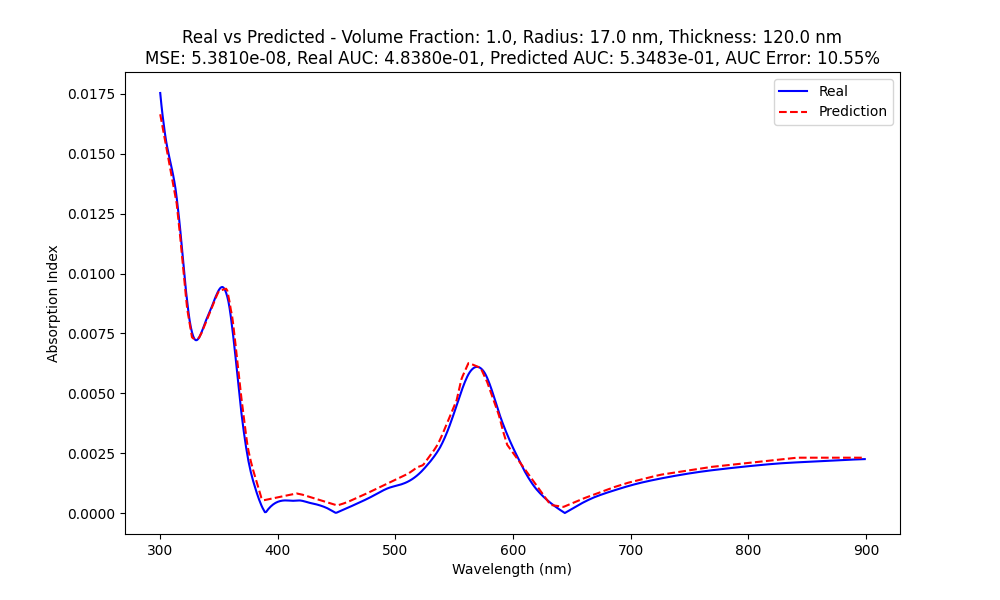 Real vs Predicted - Volume Fraction: 1.0, Radius: 17.0 nm, Thickness: 120.0 nm
MSE: 5.3810e-08, Real AUC: 4.8380e-01, Predicted AUC: 5.3483e-01, AUC Error: 10.55%
Real
Prediction
Absorption Index
0.0175
0.0150
0.0125
0.0100
0.0075
0.0050
0.0025
0.0000
300 400 500 600 700 800 900
Wavelength (nm)